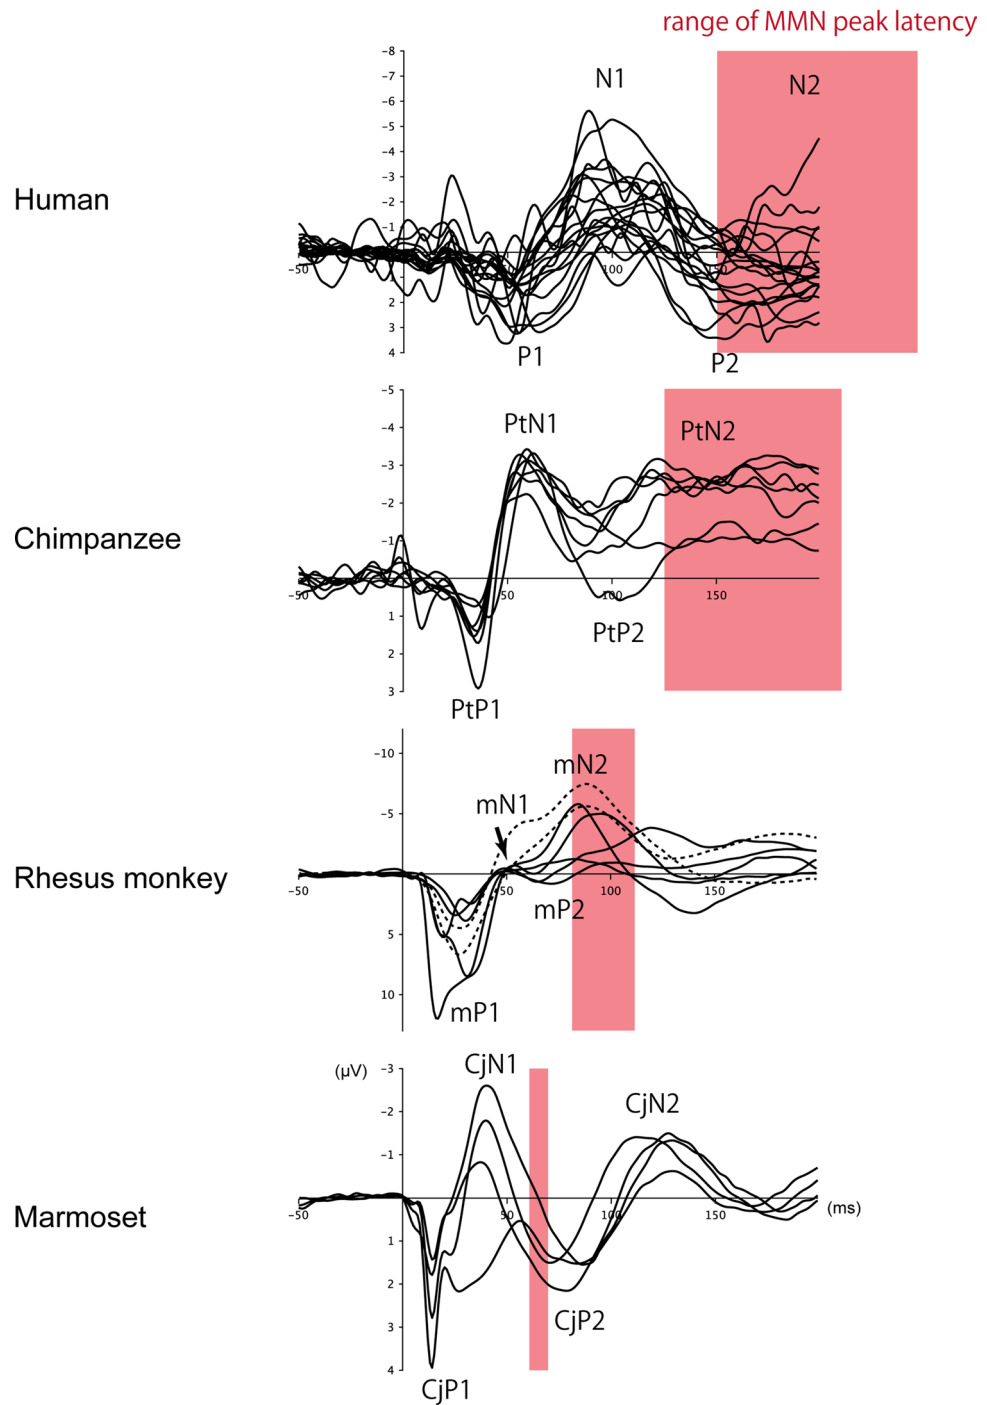 range of MMN peak latency
Human
-8
-7
-6
-5
-4
-3
-2
-1
1
2
3
4
-50
50
100
150
N1
N2
P1
P2
Chimpanzee
-5
-4
-3
-2
-1
1
2
3
-50
50
100
150
PtN1
PtN2
PtP2
PtP1
Rhesus monkey
-10
-5
5
10
-50
50
100
150
mN2
mN1
mP2
mP1
Marmoset
(μV)
-3
-2
-1
1
2
3
4
-50
50
100
150
(ms)
CjN1
CjN2
CjP2
CjP1